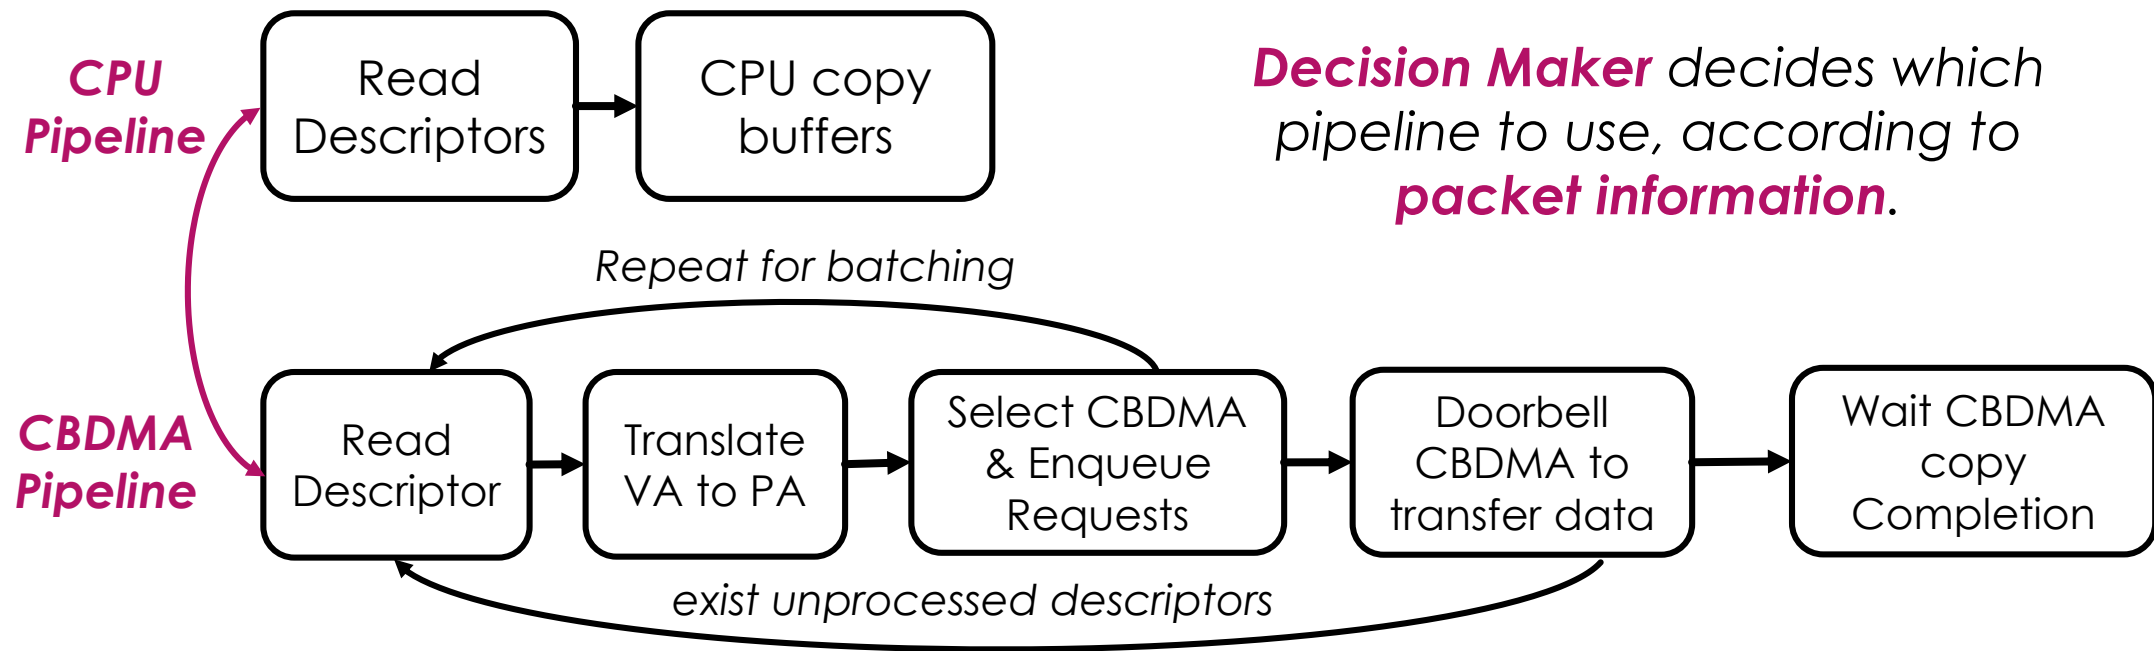 CPU
Pipeline
Read
Descriptors
CPU copy
buffers
Decision Maker decides which
pipeline to use, according to
packet information.
Repeat for batching
CBDMA
Pipeline
Read
Descriptor
Translate
VA to PA
Select CBDMA
& Enqueue
Requests
Doorbell
CBDMA to
transfer data
Wait CBDMA
copy
Completion
exist unprocessed descriptors